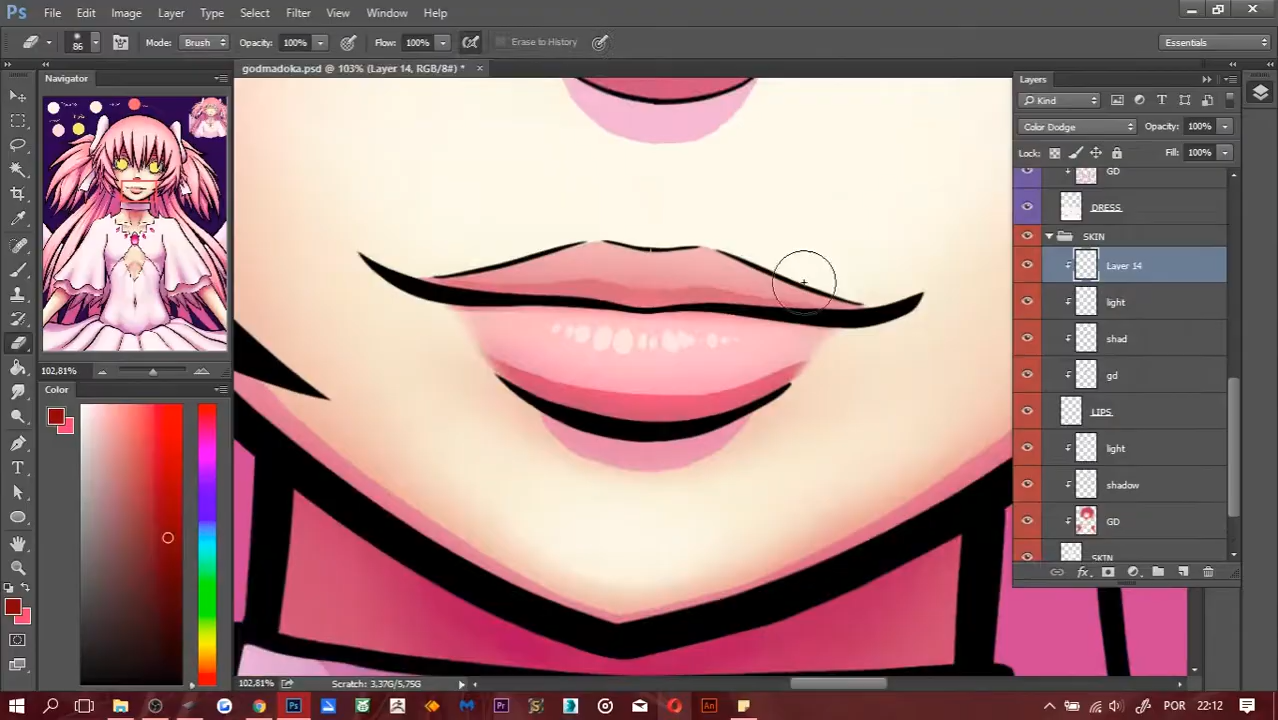 Ps File Edit Image Layer Type Select Filter View Window Help
86 Mode: Brush Opacity: 100% Flow: 100% Erase to History Essentials
Navigator
godmadoka.psd @ 103% (Layer 14, RGB/8#) *
Layers
Kind
Color Dodge Opacity: 100%
Lock: Fill: 100%
GD
DRESS
SKIN
Layer 14
light
shad
gd
LIPS
light
shadow
GD
SKIN
102,81%
Color
102,81% Scratch: 3,37G/5,75G
Ps Pr An POR 22:12